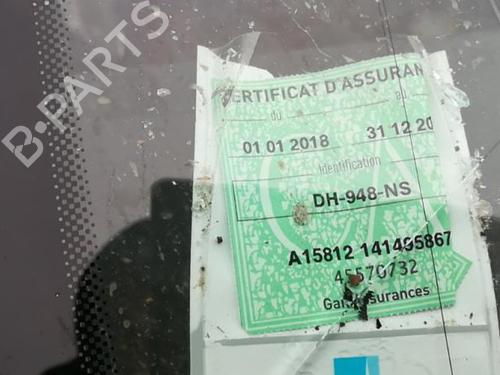 B-PARTS
CERTIFICAT D'ASSURAN
du au
01 01 2018 31 12 20
Identification
DH-948-NS
A15812 141495867
45570732
Gan Assurances